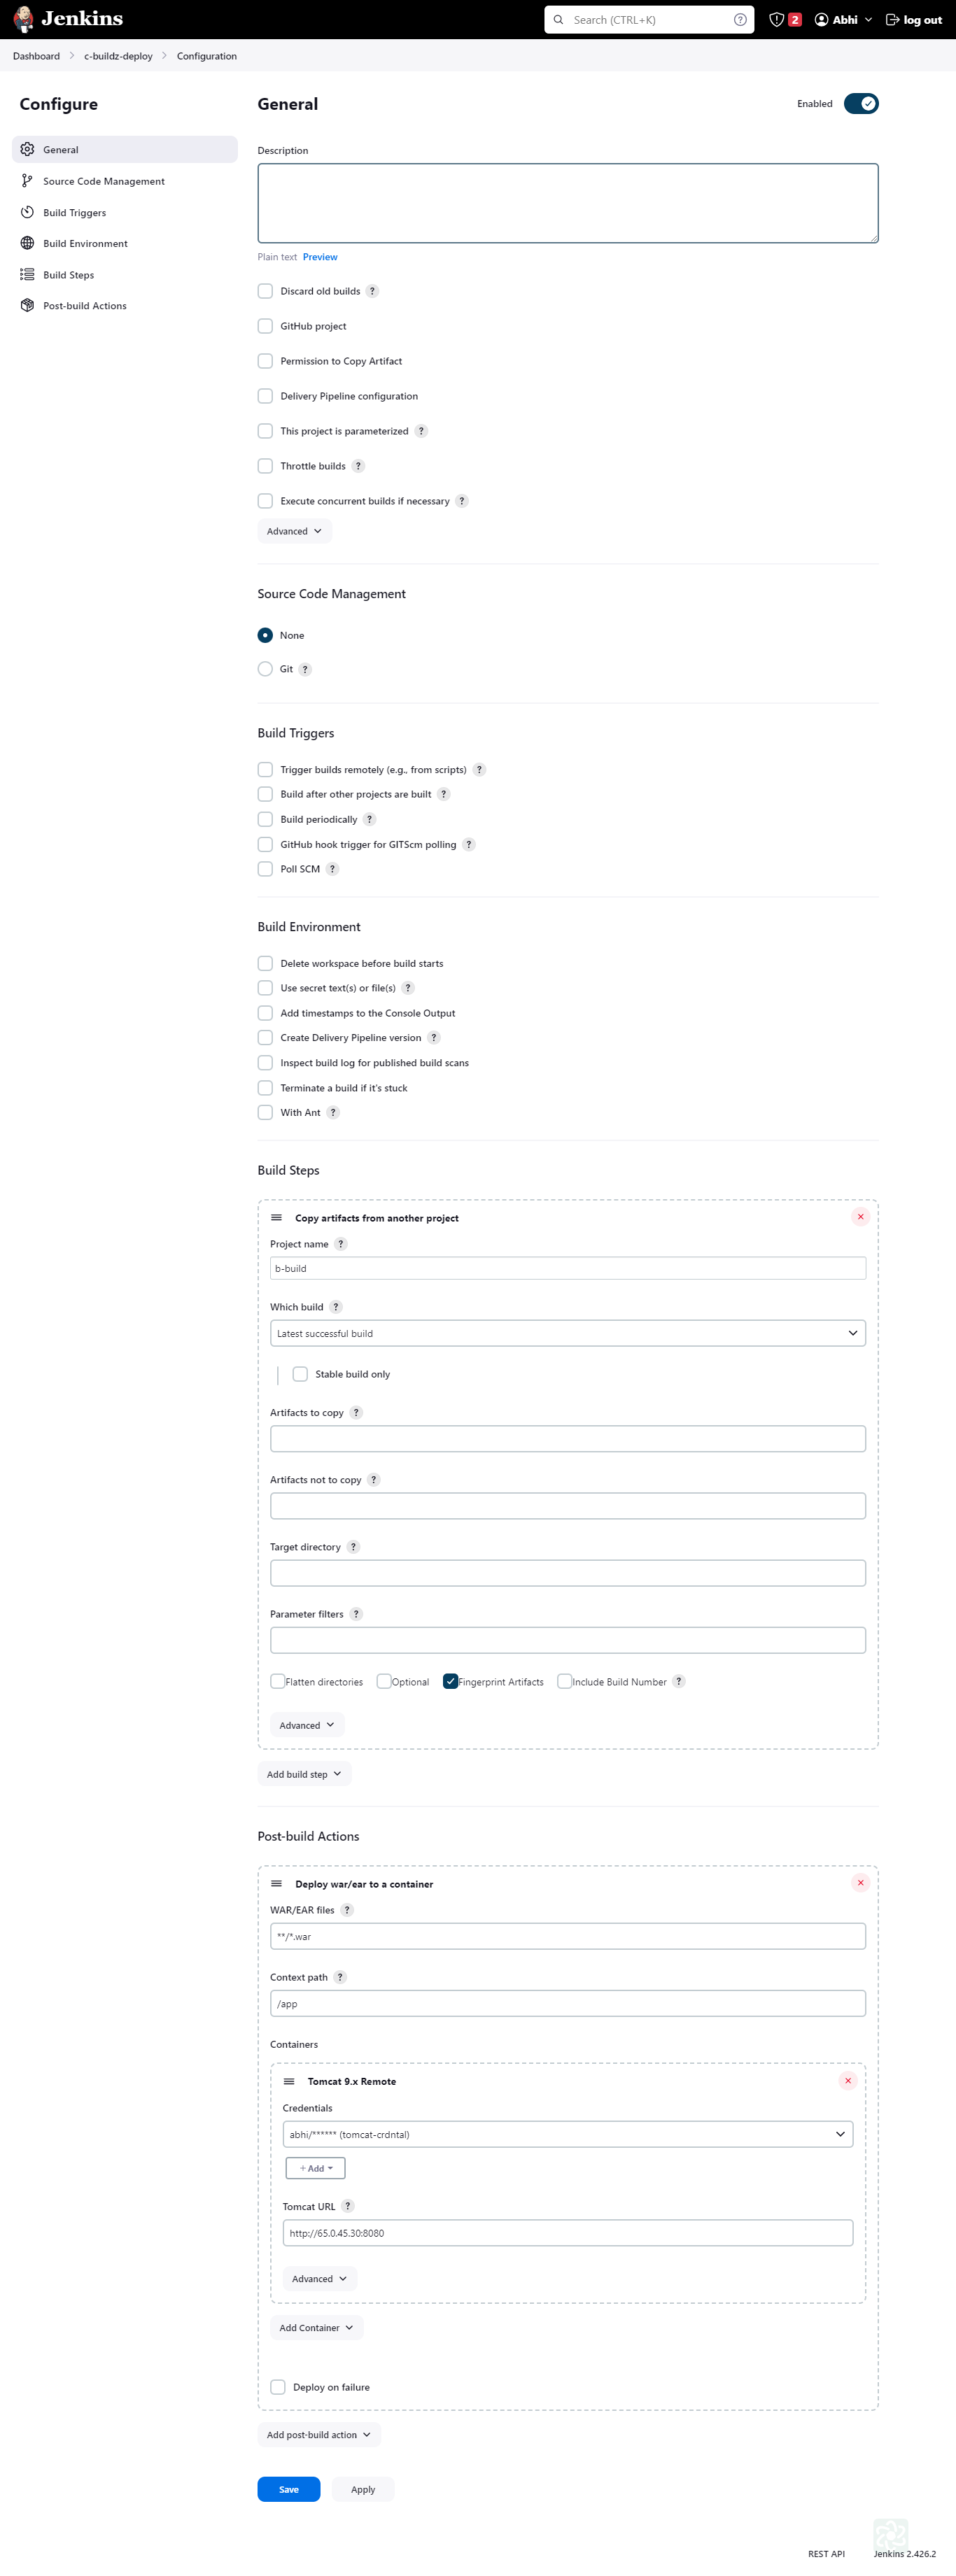 Jenkins
Search (CTRL+K)
?
2
Abhi
log out
Dashboard > c-buildz-deploy > Configuration
Configure
General
Source Code Management
Build Triggers
Build Environment
Build Steps
Post-build Actions
General
Enabled
Description
Plain text Preview
Discard old builds ?
GitHub project
Permission to Copy Artifact
Delivery Pipeline configuration
This project is parameterized ?
Throttle builds ?
Execute concurrent builds if necessary ?
Advanced
Source Code Management
None
Git ?
Build Triggers
Trigger builds remotely (e.g., from scripts) ?
Build after other projects are built ?
Build periodically ?
GitHub hook trigger for GITScm polling ?
Poll SCM ?
Build Environment
Delete workspace before build starts
Use secret text(s) or file(s) ?
Add timestamps to the Console Output
Create Delivery Pipeline version ?
Inspect build log for published build scans
Terminate a build if it's stuck
With Ant ?
Build Steps
Copy artifacts from another project
Project name ?
b-build
Which build ?
Latest successful build
Stable build only
Artifacts to copy ?
Artifacts not to copy ?
Target directory ?
Parameter filters ?
Flatten directories Optional Fingerprint Artifacts Include Build Number ?
Advanced
Add build step
Post-build Actions
Deploy war/ear to a container
WAR/EAR files ?
**/*.war
Context path ?
/app
Containers
Tomcat 9.x Remote
Credentials
abhi/****** (tomcat-crdntal)
+ Add
Tomcat URL ?
http://65.0.45.30:8080
Advanced
Add Container
Deploy on failure
Add post-build action
Save Apply
REST API Jenkins 2.426.2